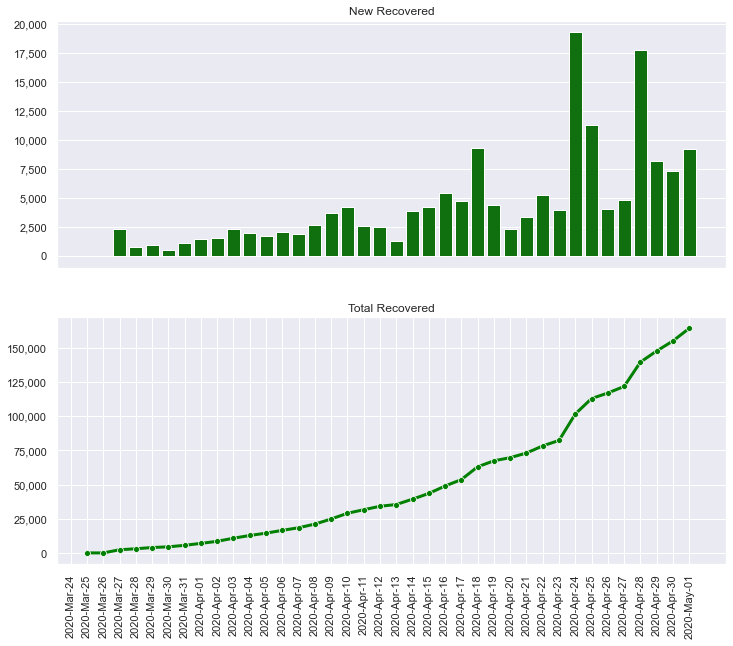 New Recovered
20,000
17,500
15,000
12,500
10,000
7,500
5,000
2,500
0
Total Recovered
150,000
125,000
100,000
75,000
50,000
25,000
0
2020-Mar-24
2020-Mar-25
2020-Mar-26
2020-Mar-27
2020-Mar-28
2020-Mar-29
2020-Mar-30
2020-Mar-31
2020-Apr-01
2020-Apr-02
2020-Apr-03
2020-Apr-04
2020-Apr-05
2020-Apr-06
2020-Apr-07
2020-Apr-08
2020-Apr-09
2020-Apr-10
2020-Apr-11
2020-Apr-12
2020-Apr-13
2020-Apr-14
2020-Apr-15
2020-Apr-16
2020-Apr-17
2020-Apr-18
2020-Apr-19
2020-Apr-20
2020-Apr-21
2020-Apr-22
2020-Apr-23
2020-Apr-24
2020-Apr-25
2020-Apr-26
2020-Apr-27
2020-Apr-28
2020-Apr-29
2020-Apr-30
2020-May-01